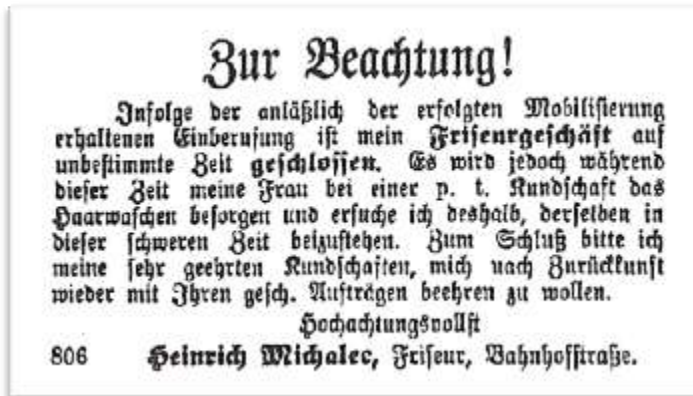 Zur Beachtung!
Infolge der anläßlich der erfolgten Mobilisierung
erhaltenen Einberufung ist mein Friseurgeschäft auf
unbestimmte Zeit geschlossen. Es wird jedoch während
dieser Zeit meine Frau bei einer p. t. Kundschaft das
Haarwaschen besorgen und ersuche ich deshalb, derselben in
dieser schweren Zeit beizustehen. Zum Schluß bitte ich
meine sehr geehrten Kundschaften, mich nach Zurückkunft
wieder mit Ihren gesch. Aufträgen beehren zu wollen.
Hochachtungsvollst
806 Heinrich Michalec, Friseur, Bahnhofstraße.